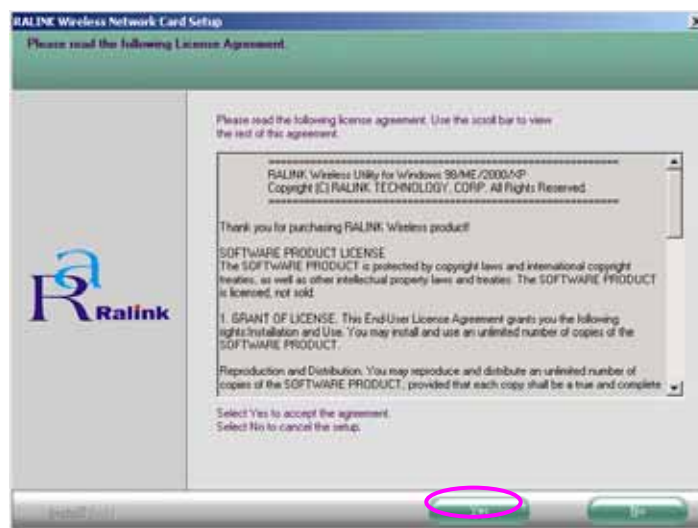 RALINK Wireless Network Card Setup
Please read the following License Agreement.
Please read the following license agreement. Use the scroll bar to view
the rest of this agreement.
RALINK Wireless Utility for Windows 98/ME/2000/XP
Copyright (C) RALINK TECHNOLOGY, CORP. All Rights Reserved.
Thank you for purchasing RALINK Wireless product!
SOFTWARE PRODUCT LICENSE
The SOFTWARE PRODUCT is protected by copyright laws and international copyright
treaties, as well as other intellectual property laws and treaties. The SOFTWARE PRODUCT
is licensed, not sold.
1. GRANT OF LICENSE. This End-User License Agreement grants you the following
rights:Installation and Use. You may install and use an unlimited number of copies of the
SOFTWARE PRODUCT.
Reproduction and Distribution. You may reproduce and distribute an unlimited number of
copies of the SOFTWARE PRODUCT; provided that each copy shall be a true and complete
Ra
Ralink
Select Yes to accept the agreement.
Select No to cancel the setup.
Yes
No